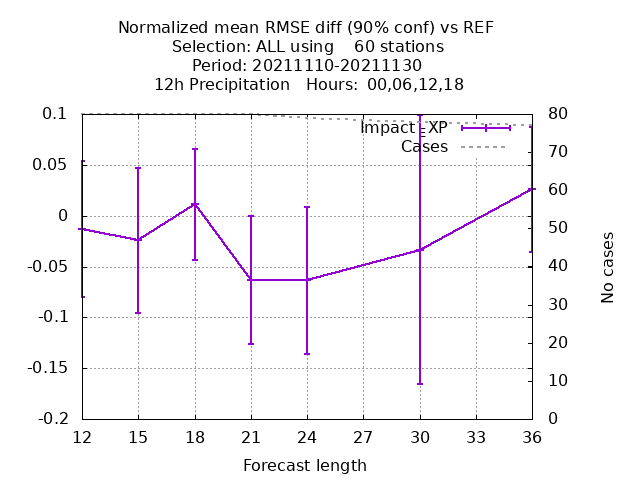 Normalized mean RMSE diff (90% conf) vs REF
Selection: ALL using 60 stations
Period: 20211110-20211130
12h Precipitation Hours: 00,06,12,18
0.1
0.05
0
-0.05
-0.1
-0.15
-0.2
80
70
60
50
40
30
20
10
0
Impact EXP
Cases
No cases
12 15 18 21 24 27 30 33 36
Forecast length